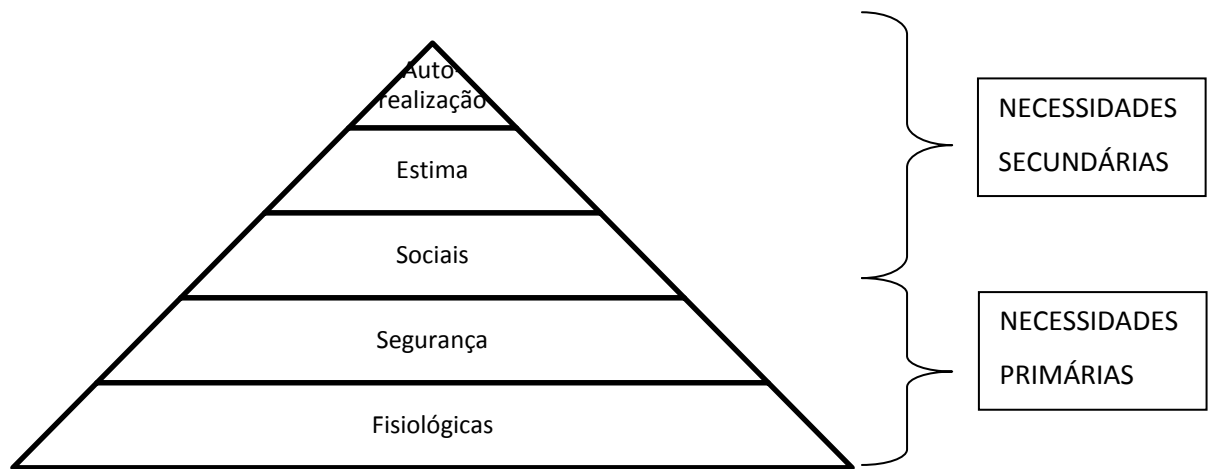 Auto-
realização
Estima
Sociais
Segurança
Fisiológicas
NECESSIDADES
SECUNDÁRIAS
NECESSIDADES
PRIMÁRIAS